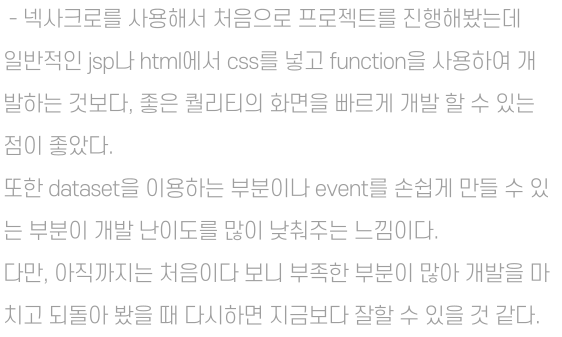 - 넥사크로를 사용해서 처음으로 프로젝트를 진행해봤는데
일반적인 jsp나 html에서 css를 넣고 function을 사용하여 개
발하는 것보다, 좋은 퀄리티의 화면을 빠르게 개발 할 수 있는
점이 좋았다.
또한 dataset을 이용하는 부분이나 event를 손쉽게 만들 수 있
는 부분이 개발 난이도를 많이 낮춰주는 느낌이다.
다만, 아직까지는 처음이다 보니 부족한 부분이 많아 개발을 마
치고 되돌아 봤을 때 다시하면 지금보다 잘할 수 있을 것 같다.